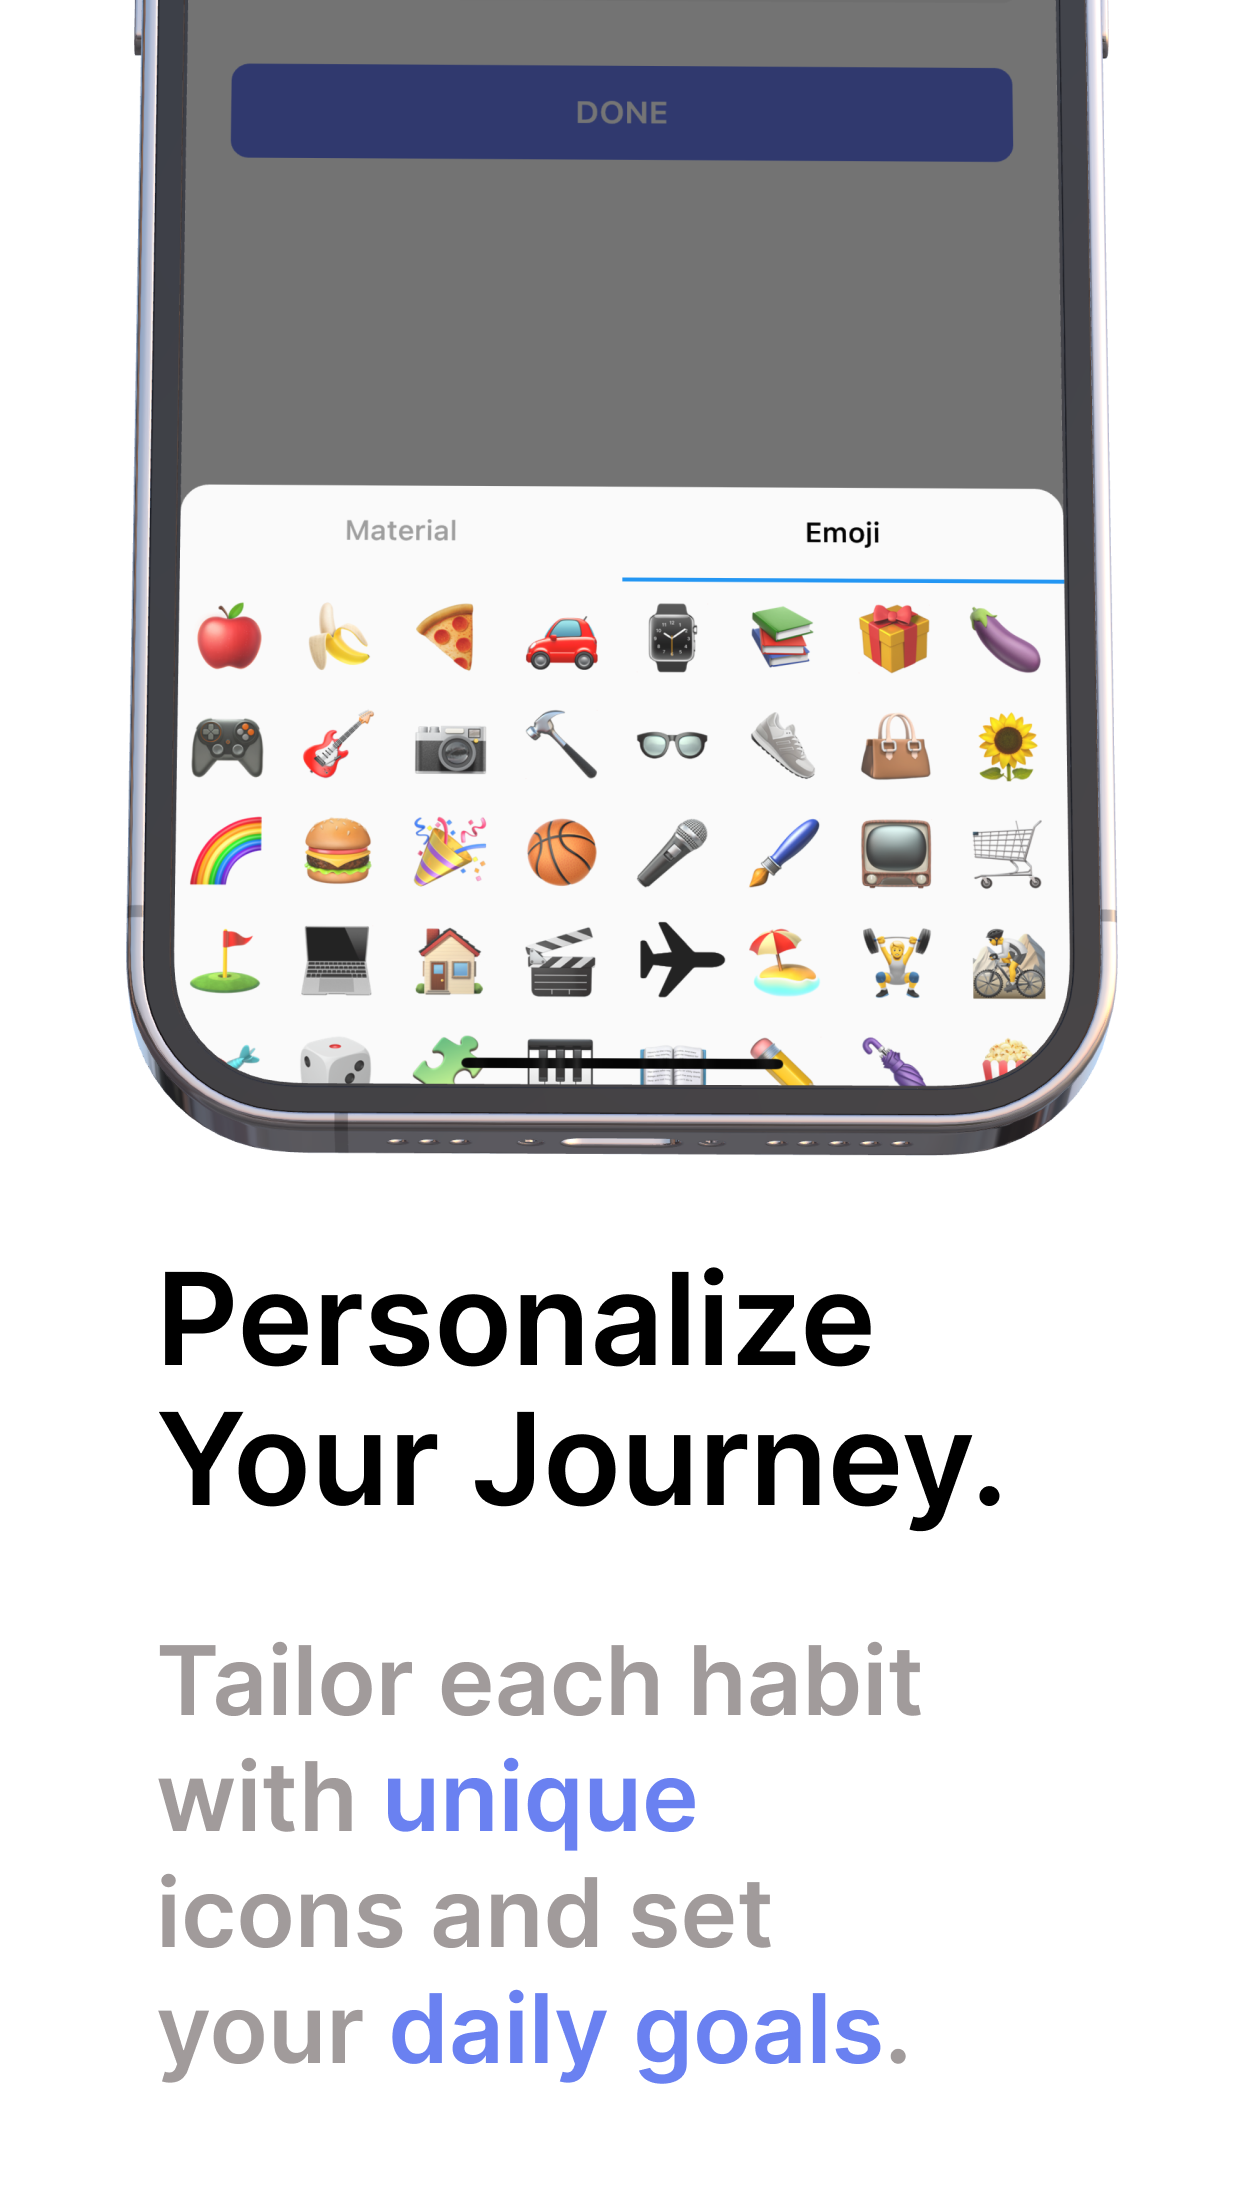 DONE
Material
Emoji
Personalize
Your Journey.
Tailor each habit
with unique
icons and set
your daily goals.